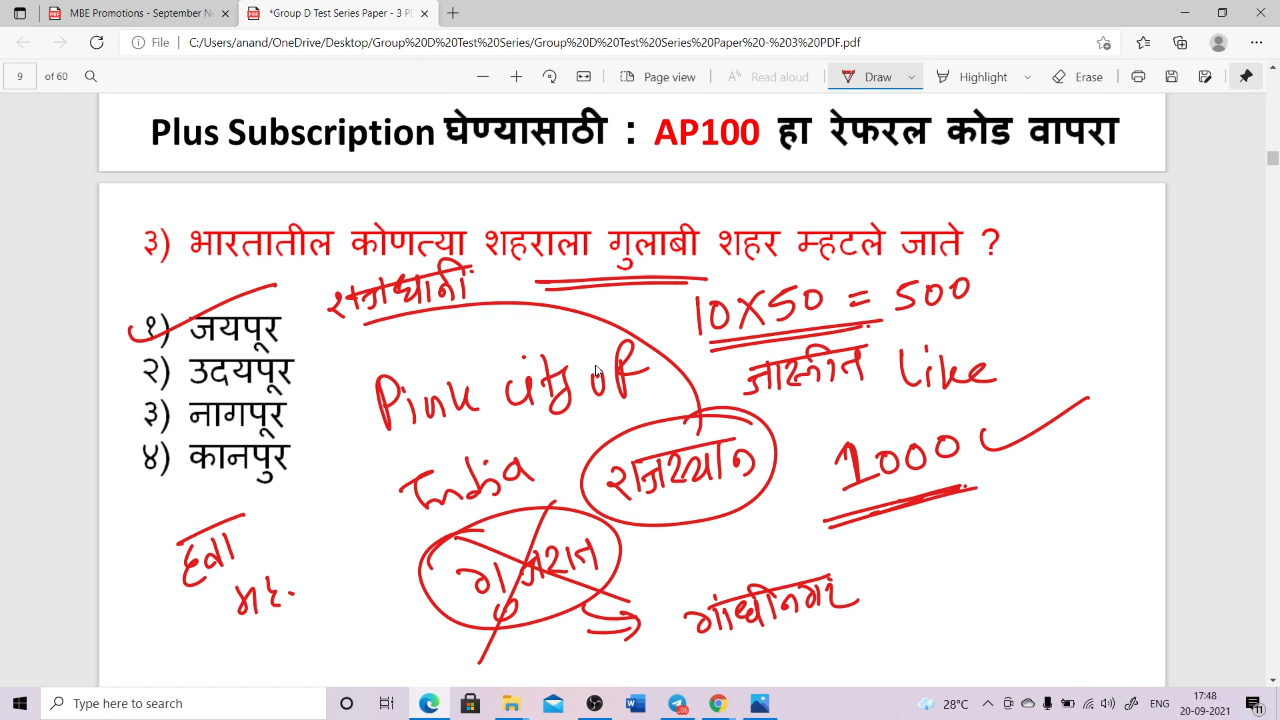 MBE Promotions - September Ne
*Group D Test Series Paper - 3 PD
File C:/Users/anand/OneDrive/Desktop/Group%20D%20Test%20Series/Group%20D%20Test%20Series%20Paper%20-%203%20PDF.pdf
9 of 60 Page view Read aloud Draw Highlight Erase
Plus Subscription घेण्यासाठी : AP100 हा रेफरल कोड वापरा
३) भारतातील कोणत्या शहराला गुलाबी शहर म्हटले जाते ?
राजधानी
10X50 = 500
१) जयपूर
२) उदयपूर
३) नागपूर
४) कानपुर
Pink city of
India
राजस्थान
Like
1000
हवा
गांधीनगर
Type here to search
28°C
ENG
17:48
20-09-2021
11